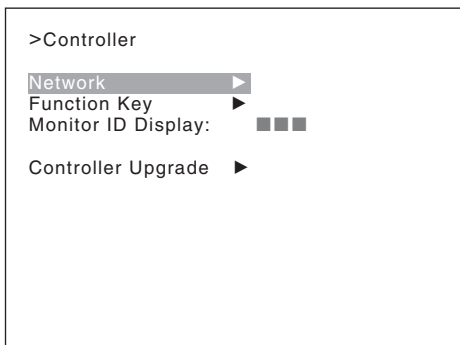 >Controller
Network ▶
Function Key ▶
Monitor ID Display: ■■■
Controller Upgrade ▶